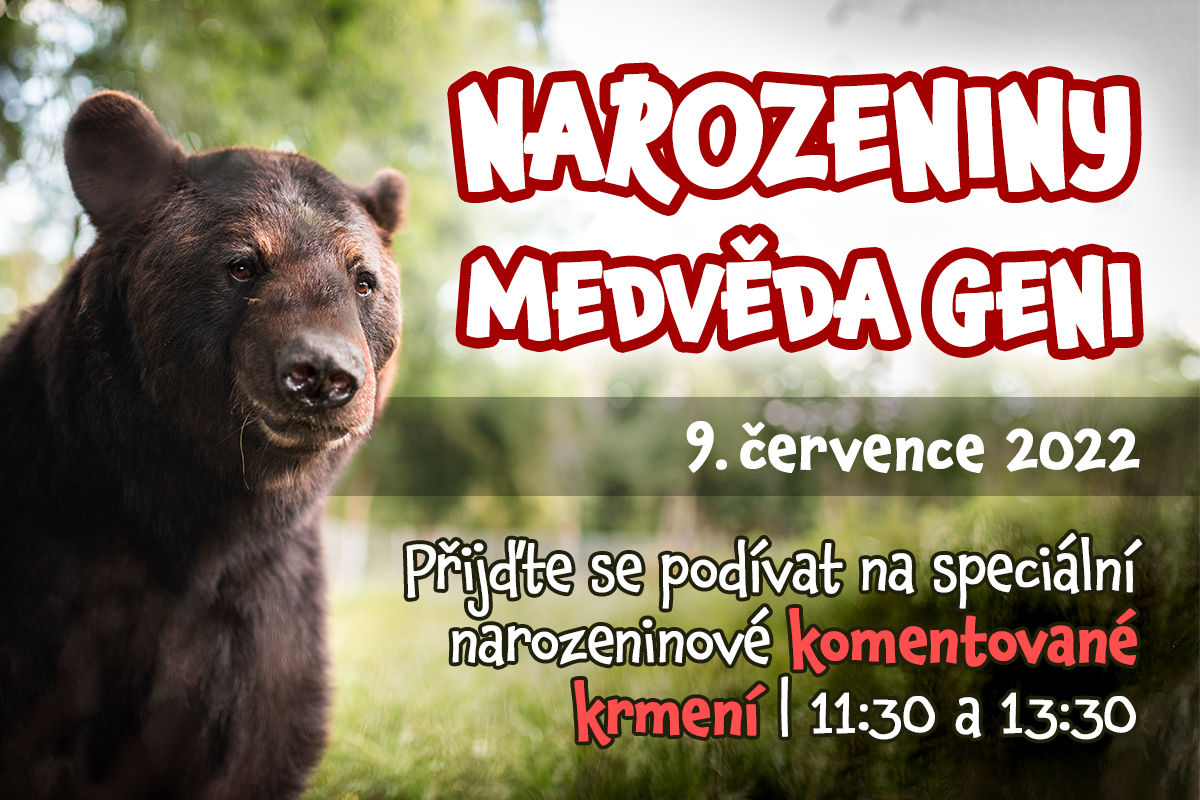 NAROZENINY
MEDVĚDA GENI
9. července 2022
Přijďte se podívat na speciální
narozeninové komentované
krmení | 11:30 a 13:30